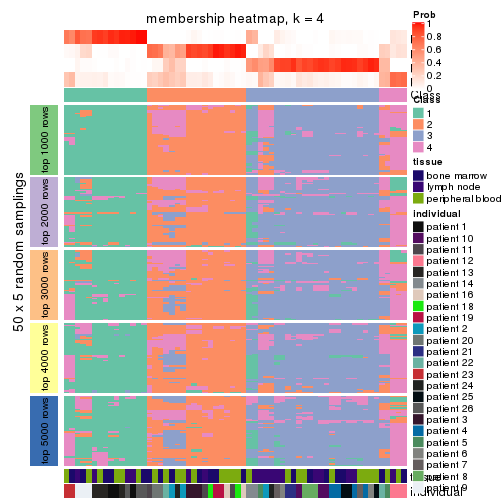 membership heatmap, k = 4
50 x 5 random samplings
top 1000 rows
top 2000 rows
top 3000 rows
top 4000 rows
top 5000 rows
Prob
1
0.8
0.6
0.4
0.2
0
Class
Class
1
2
3
4
tissue
bone marrow
lymph node
peripheral blood
individual
patient 1
patient 10
patient 11
patient 12
patient 13
patient 14
patient 16
patient 18
patient 19
patient 2
patient 20
patient 21
patient 22
patient 23
patient 24
patient 25
patient 26
patient 3
patient 4
patient 5
patient 6
patient 7
patient 8
patient 9
tissue
individual